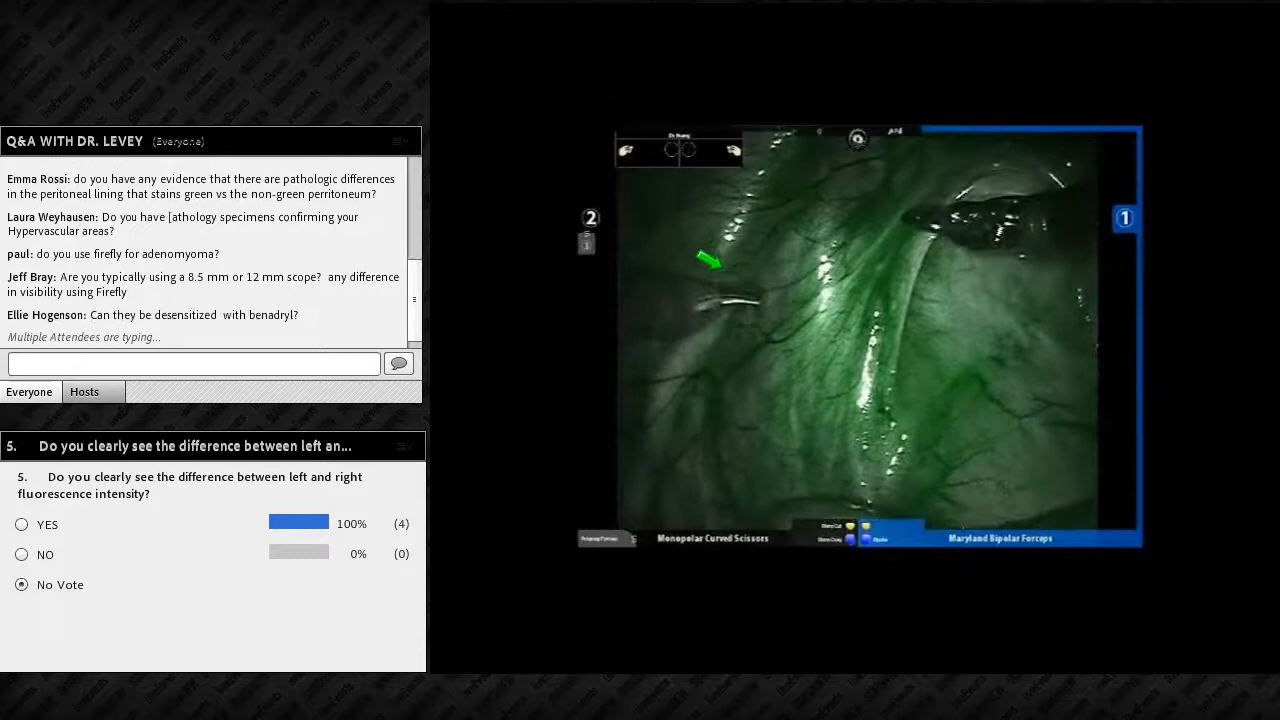 Q&A WITH DR. LEVEY (Everyone)
Emma Rossi: do you have any evidence that there are pathologic differences
in the peritoneal lining that stains green vs the non-green perritoneum?
Laura Weyhausen: Do you have [athology specimens confirming your
Hypervascular areas?
paul: do you use firefly for adenomyoma?
Jeff Bray: Are you typically using a 8.5 mm or 12 mm scope? any difference
in visibility using Firefly
Ellie Hogenson: Can they be desensitized with benadryl?
Multiple Attendees are typing...
Everyone Hosts
5. Do you clearly see the difference between left an...
5. Do you clearly see the difference between left and right
fluorescence intensity?
YES 100% (4)
NO 0% (0)
No Vote
2
1
Monopolar Curved Scissors
Maryland Bipolar Forceps